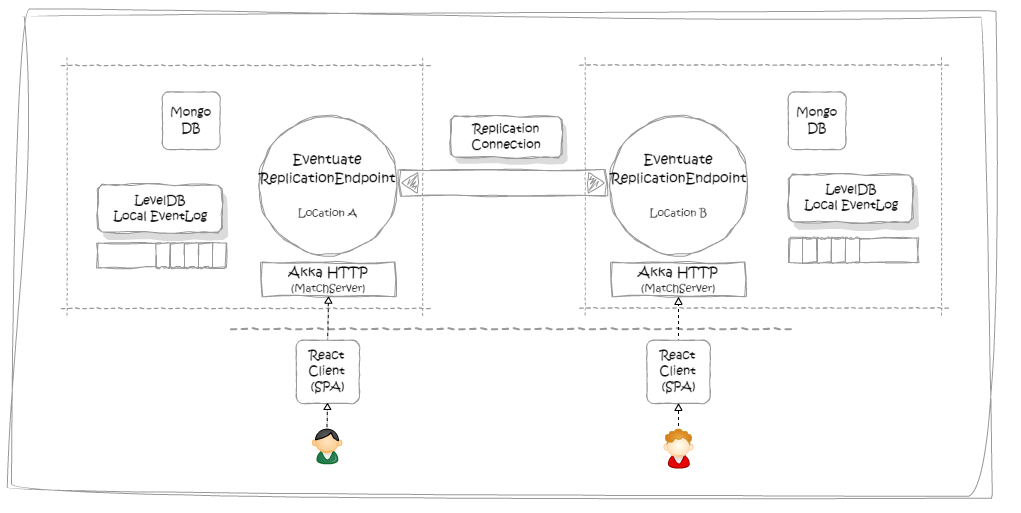 Mongo
DB
Eventuate
ReplicationEndpoint
Location A
LevelDB
Local EventLog
Akka HTTP
(MatchServer)
Replication
Connection
Eventuate
ReplicationEndpoint
Location B
Mongo
DB
LevelDB
Local EventLog
Akka HTTP
(MatchServer)
React
Client
(SPA)
React
Client
(SPA)